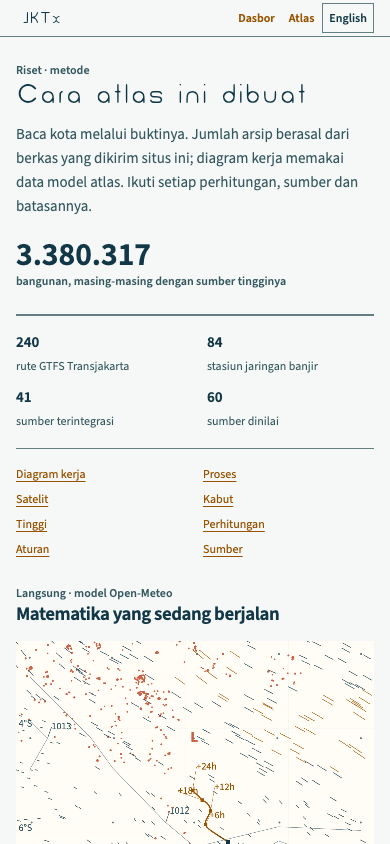 JKTx
Dasbor Atlas English
Riset · metode
Cara atlas ini dibuat
Baca kota melalui buktinya. Jumlah arsip berasal dari
berkas yang dikirim situs ini; diagram kerja memakai
data model atlas. Ikuti setiap perhitungan, sumber dan
batasannya.
3.380.317
bangunan, masing-masing dengan sumber tingginya
240
rute GTFS Transjakarta
84
stasiun jaringan banjir
41
sumber terintegrasi
60
sumber dinilai
Diagram kerja
Proses
Satelit
Kabut
Tinggi
Perhitungan
Aturan
Sumber
Langsung · model Open-Meteo
Matematika yang sedang berjalan
4°S
1013
L
+24h
+18h
+12h
1012
+6h
6°S